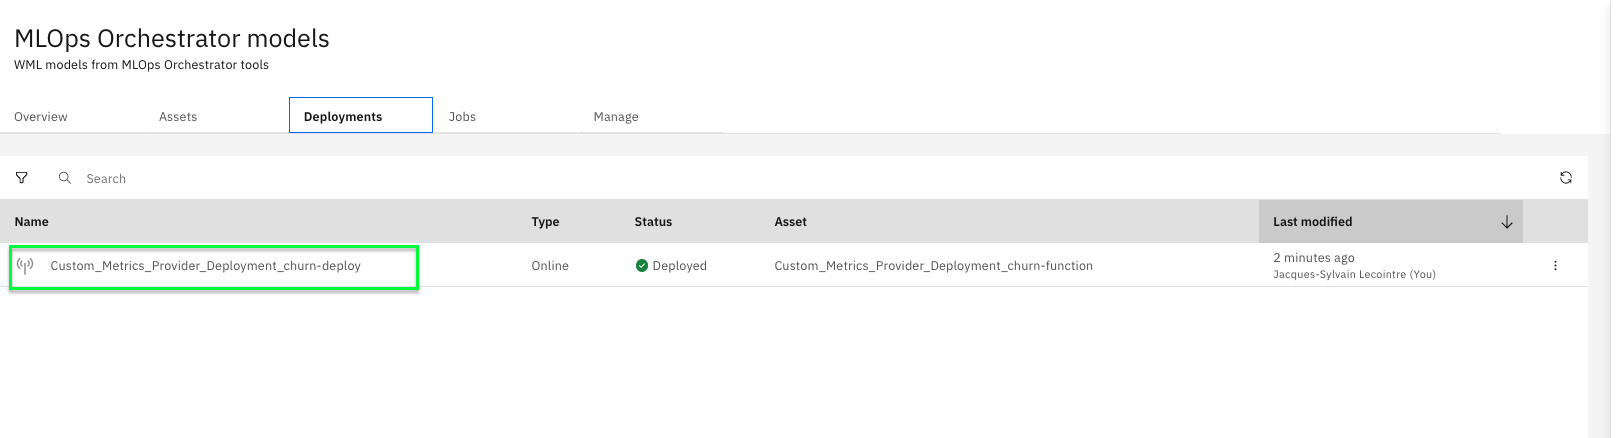 MLOps Orchestrator models
WML models from MLOps Orchestrator tools
Overview Assets Deployments Jobs Manage
Search
Name Type Status Asset Last modified
Custom_Metrics_Provider_Deployment_churn-deploy Online Deployed Custom_Metrics_Provider_Deployment_churn-function 2 minutes ago
Jacques-Sylvain Lecointre (You)